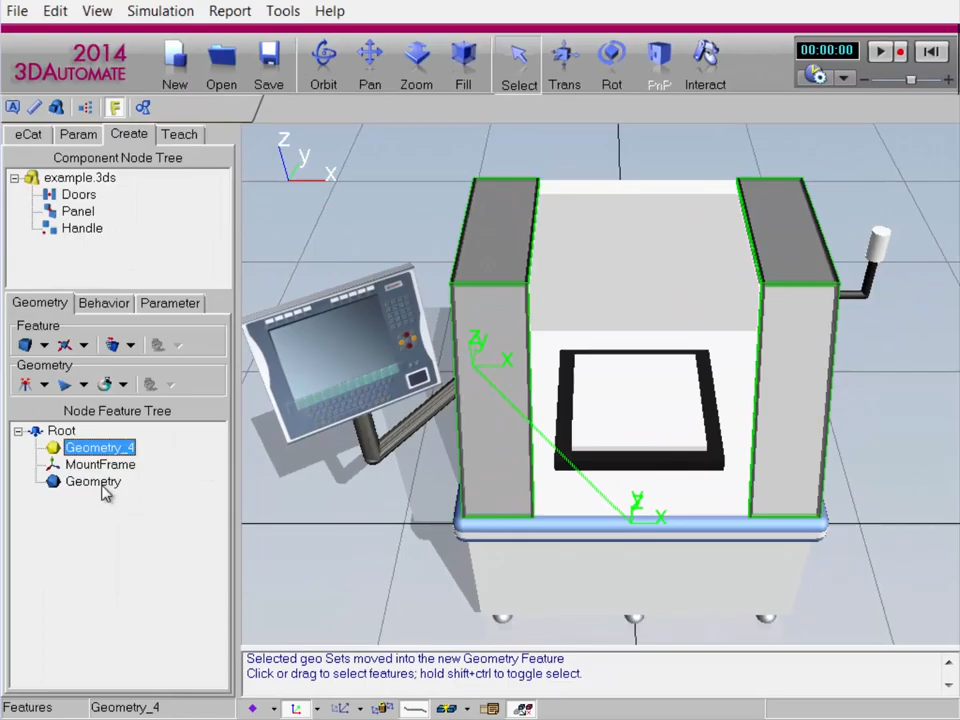 File Edit View Simulation Report Tools Help
2014
3DAUTOMATE
New Open Save Orbit Pan Zoom Fill Select Trans Rot PnP Interact
00:00:00
eCat Param Create Teach
Component Node Tree
example.3ds
Doors
Panel
Handle
Geometry Behavior Parameter
Feature
Geometry
Node Feature Tree
Root
Geometry_4
MountFrame
Geometry
z
y
x
Zy
x
x
Selected geo Sets moved into the new Geometry Feature
Click or drag to select features; hold shift+ctrl to toggle select.
Features Geometry_4